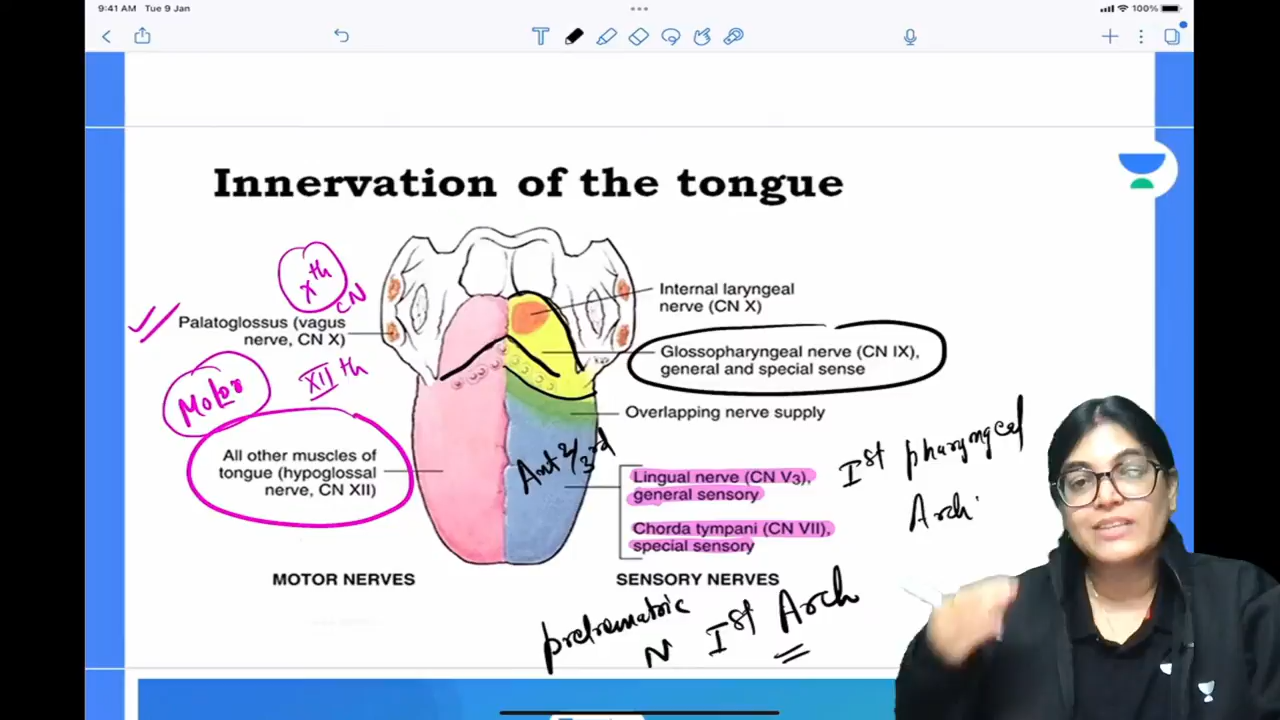 9:41 AM Tue 9 Jan
100%
Innervation of the tongue
Xth
CN
Internal laryngeal
nerve (CN X)
Palatoglossus (vagus
nerve, CN X)
Glossopharyngeal nerve (CN IX),
general and special sense
XIIth
Motor
Overlapping nerve supply
All other muscles of
tongue (hypoglossal
nerve, CN XII)
Ant 2/3rd
Lingual nerve (CN V3),
general sensory
Ist pharyngeal
Arch
Chorda tympani (CN VII),
special sensory
MOTOR NERVES
SENSORY NERVES
pretrematic
N Ist Arch